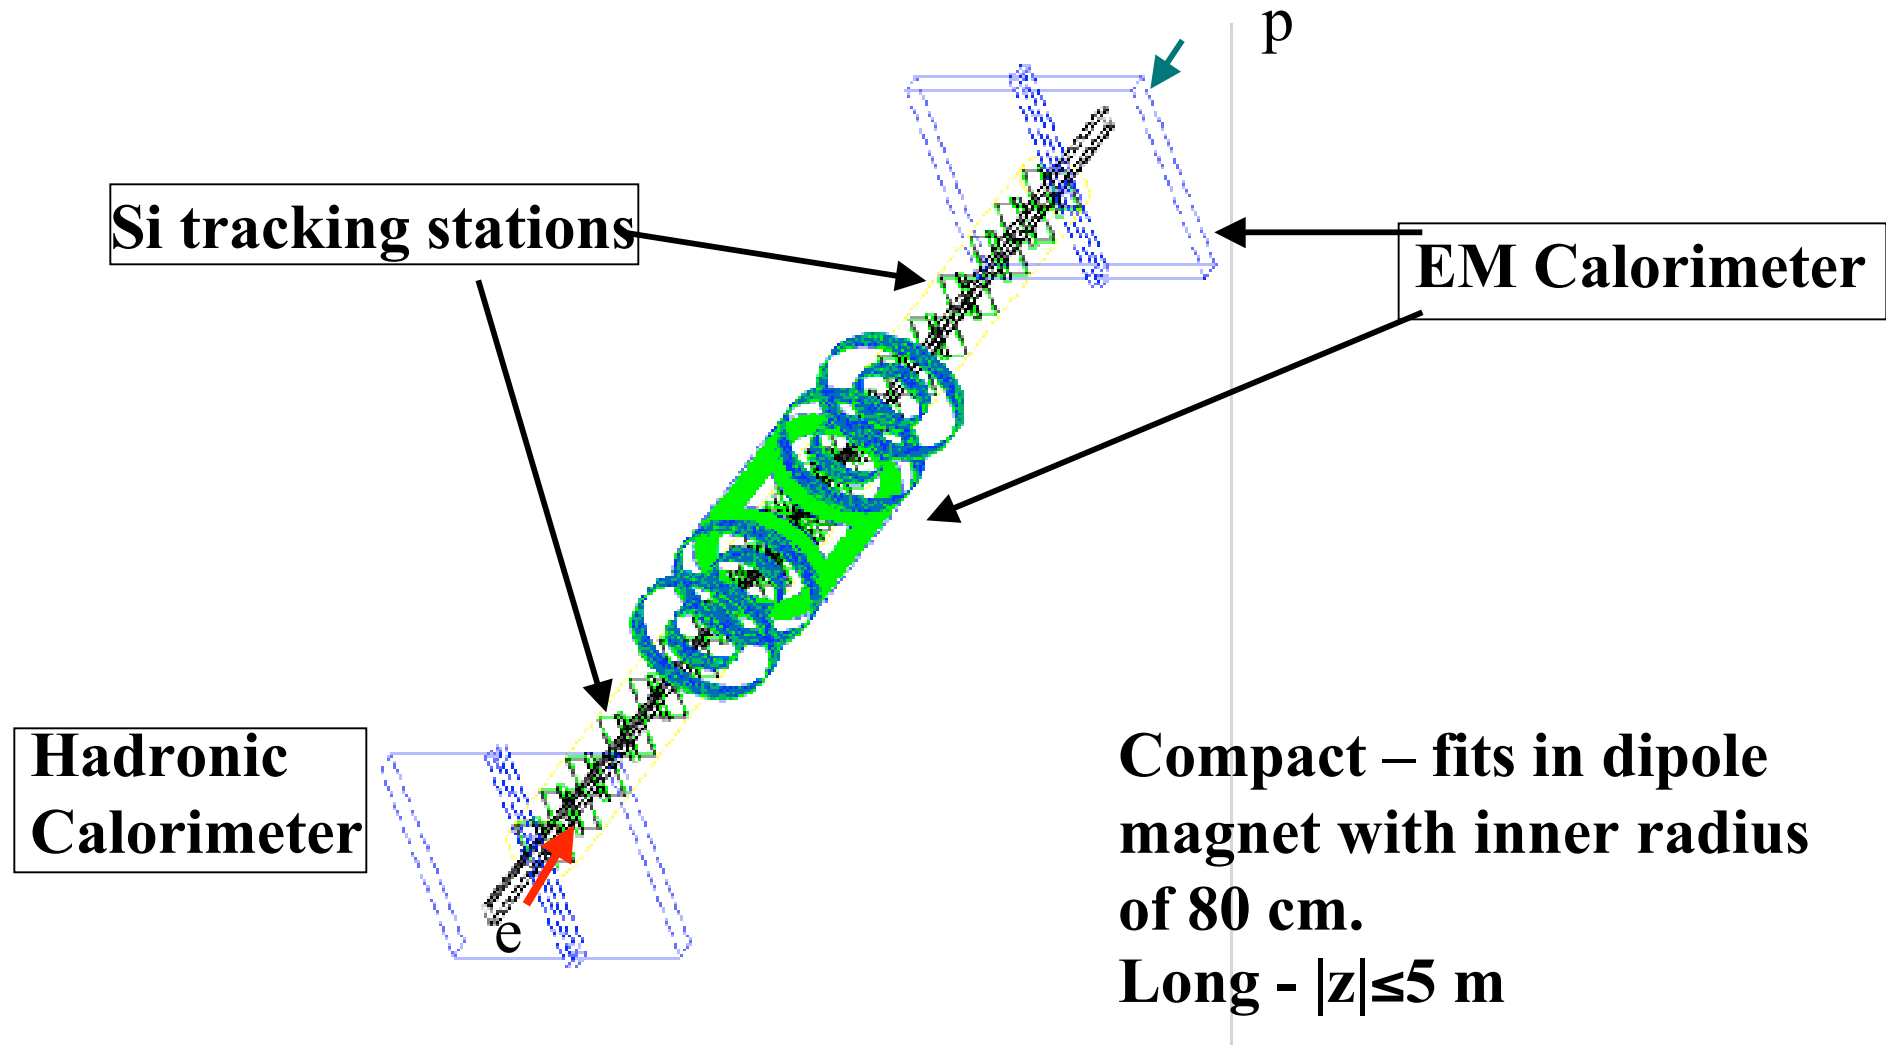 p
Si tracking stations
EM Calorimeter
Hadronic
Calorimeter
e
Compact – fits in dipole
magnet with inner radius
of 80 cm.
Long - |z|≤5 m